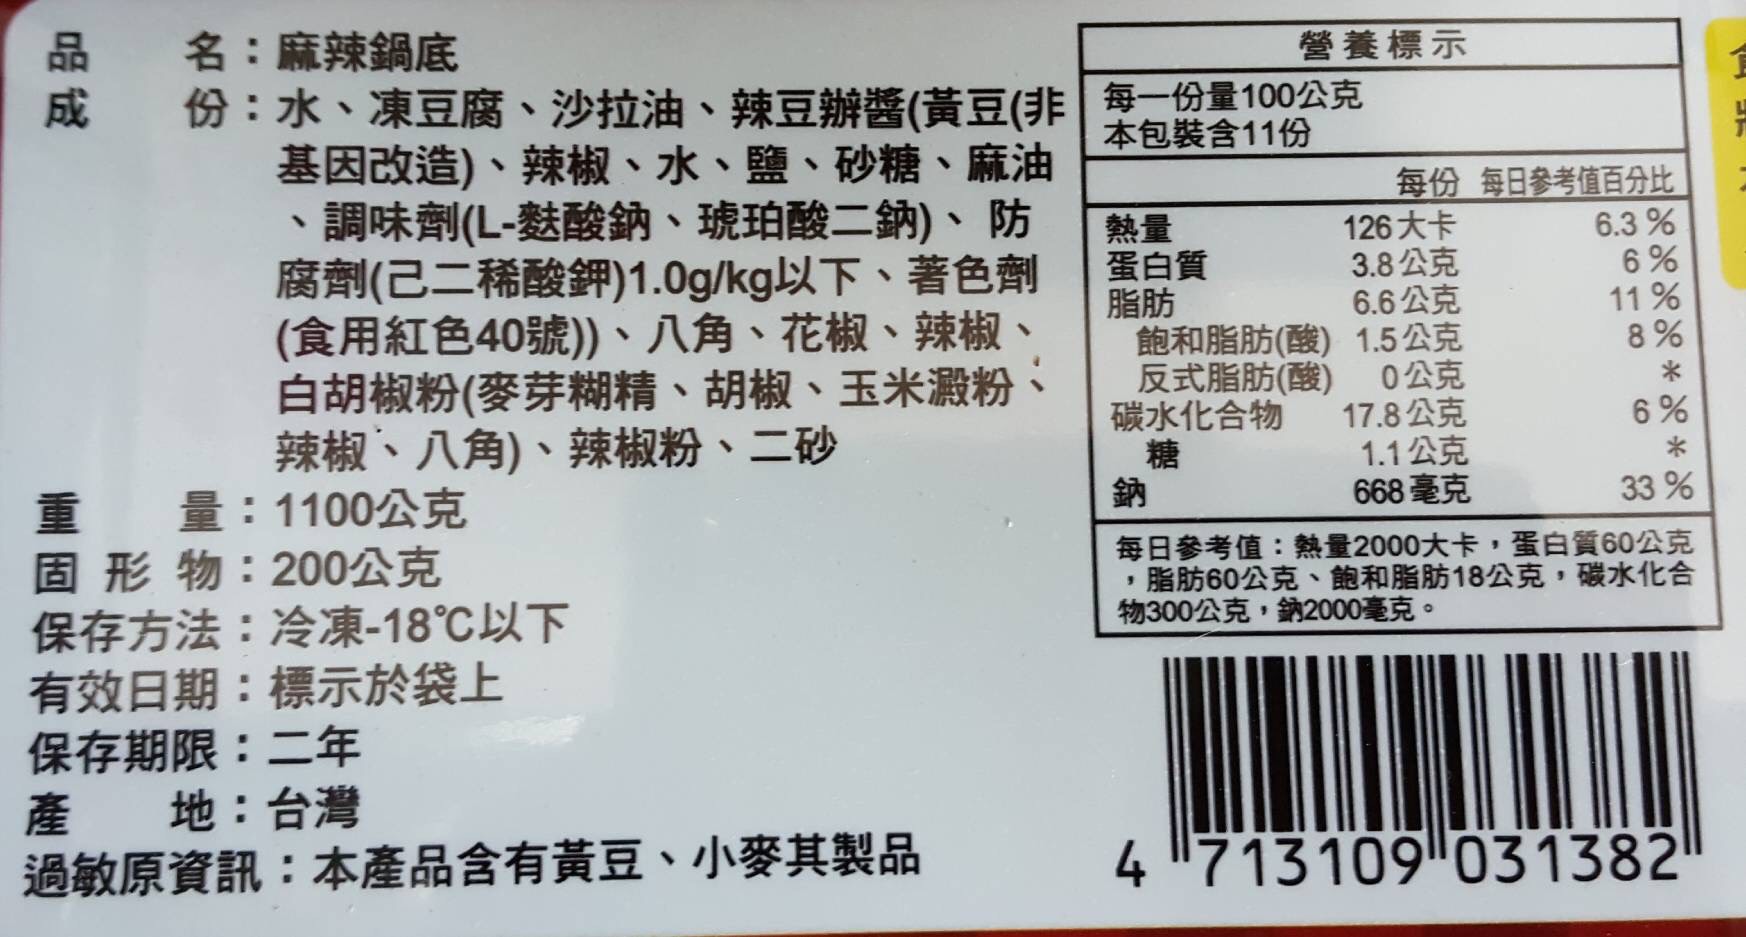 品名：麻辣鍋底
成份：水、凍豆腐、沙拉油、辣豆瓣醬(黃豆(非
基因改造)、辣椒、水、鹽、砂糖、麻油
、調味劑(L-麩酸鈉、琥珀酸二鈉)、防
腐劑(己二稀酸鉀)1.0g/kg以下、著色劑
(食用紅色40號))、八角、花椒、辣椒、
白胡椒粉(麥芽糊精、胡椒、玉米澱粉、
辣椒、八角)、辣椒粉、二砂
重量：1100公克
固形物：200公克
保存方法：冷凍-18℃以下
有效日期：標示於袋上
保存期限：二年
產地：台灣
過敏原資訊：本產品含有黃豆、小麥其製品
營養標示
每一份量100公克
本包裝含11份
每份 每日參考值百分比
熱量 126大卡 6.3%
蛋白質 3.8公克 6%
脂肪 6.6公克 11%
飽和脂肪(酸) 1.5公克 8%
反式脂肪(酸) 0公克 *
碳水化合物 17.8公克 6%
糖 1.1公克 *
鈉 668毫克 33%
每日參考值：熱量2000大卡，蛋白質60公克
，脂肪60公克、飽和脂肪18公克，碳水化合
物300公克，鈉2000毫克。
4 713109 031382